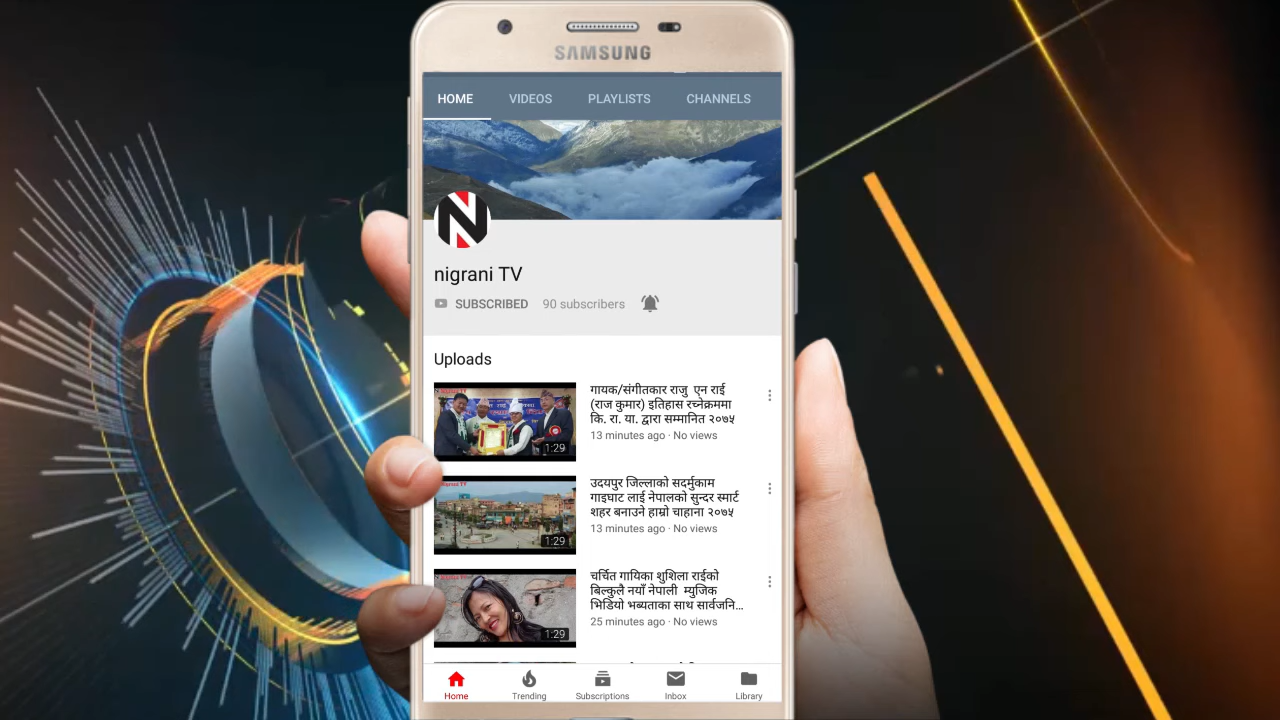 SAMSUNG
HOME VIDEOS PLAYLISTS CHANNELS
N
nigrani TV
SUBSCRIBED 90 subscribers
Uploads
गायक/संगीतकार राजु एन राई
(राज कुमार) इतिहास रच्नेक्रममा
कि. रा. या. द्वारा सम्मानित २०७५
13 minutes ago · No views
1:29
उदयपुर जिल्लाको सदर्मुकाम
गाइघाट लाई नेपालको सुन्दर स्मार्ट
शहर बनाउने हाम्रो चाहाना २०७५
13 minutes ago · No views
1:29
चर्चित गायिका शुशिला राईको
बिल्कुलै नयाँ नेपाली म्युजिक
भिडियो भब्यताका साथ सार्वजनि...
25 minutes ago · No views
1:29
Home Trending Subscriptions Inbox Library